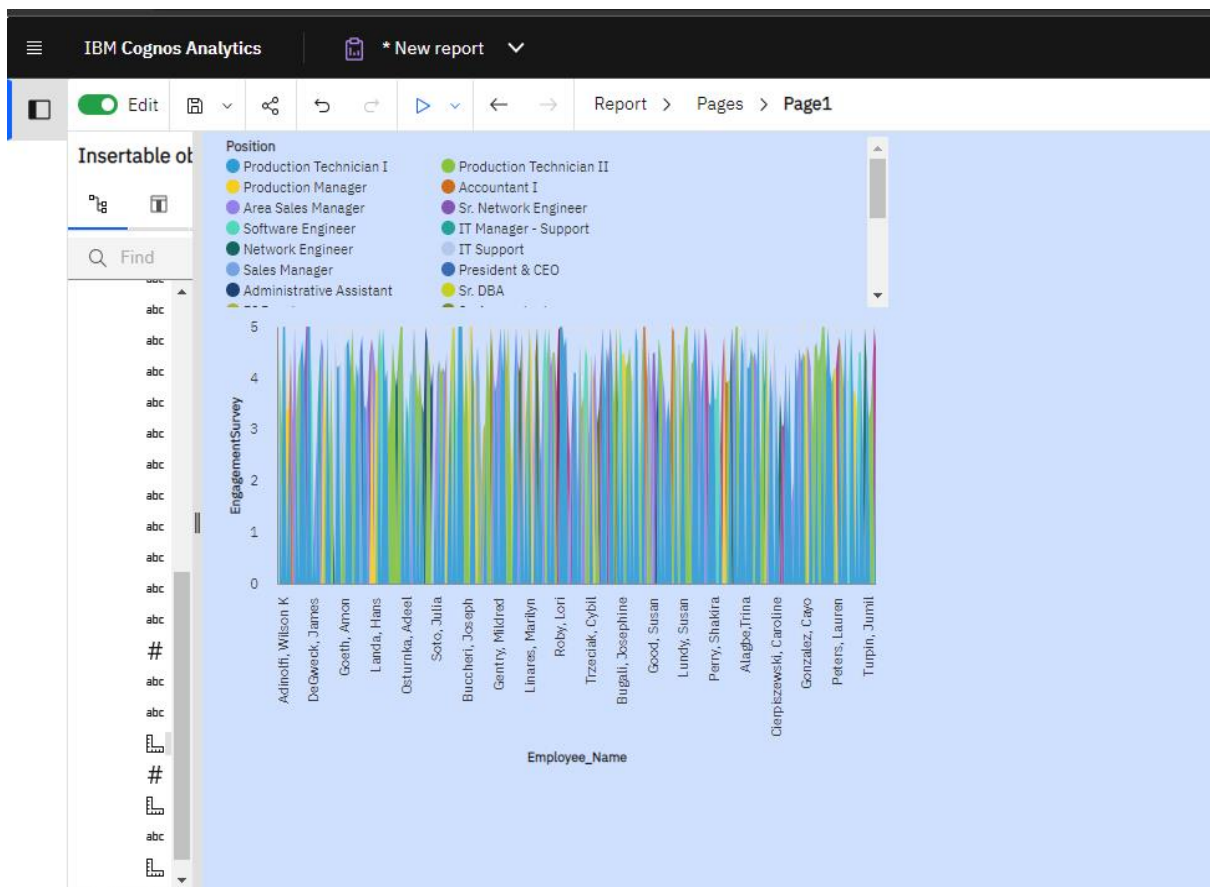 IBM Cognos Analytics
* New report
Edit
Report > Pages > Page1
Insertable ob
Find
abc
abc
abc
abc
abc
abc
abc
abc
abc
abc
abc
#
abc
abc
#
abc
Position
Production Technician I
Production Technician II
Production Manager
Accountant I
Area Sales Manager
Sr. Network Engineer
Software Engineer
IT Manager - Support
Network Engineer
IT Support
Sales Manager
President & CEO
Administrative Assistant
Sr. DBA
EngagementSurvey
5
4
3
2
1
0
Adinolfi, Wilson K
DeGweck, James
Goeth, Amon
Landa, Hans
Osturnka, Adeel
Soto, Julia
Buccheri, Joseph
Gentry, Mildred
Linares, Marilyn
Roby, Lori
Trzeciak, Cybil
Bugali, Josephine
Good, Susan
Lundy, Susan
Perry, Shakira
Alagbe,Trina
Cierpiszewski, Caroline
Gonzalez, Cayo
Peters, Lauren
Turpin, Jumil
Employee_Name